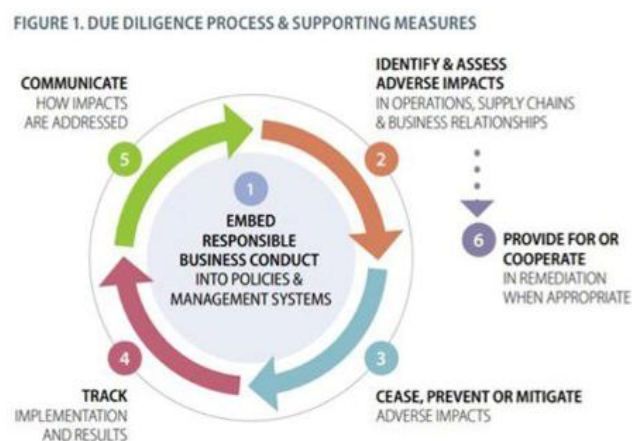 FIGURE 1. DUE DILIGENCE PROCESS & SUPPORTING MEASURES
1
EMBED
RESPONSIBLE
BUSINESS CONDUCT
INTO POLICIES &
MANAGEMENT SYSTEMS
2
IDENTIFY & ASSESS
ADVERSE IMPACTS
IN OPERATIONS, SUPPLY CHAINS
& BUSINESS RELATIONSHIPS
3
CEASE, PREVENT OR MITIGATE
ADVERSE IMPACTS
4
TRACK
IMPLEMENTATION
AND RESULTS
5
COMMUNICATE
HOW IMPACTS
ARE ADDRESSED
6
PROVIDE FOR OR
COOPERATE
IN REMEDIATION
WHEN APPROPRIATE